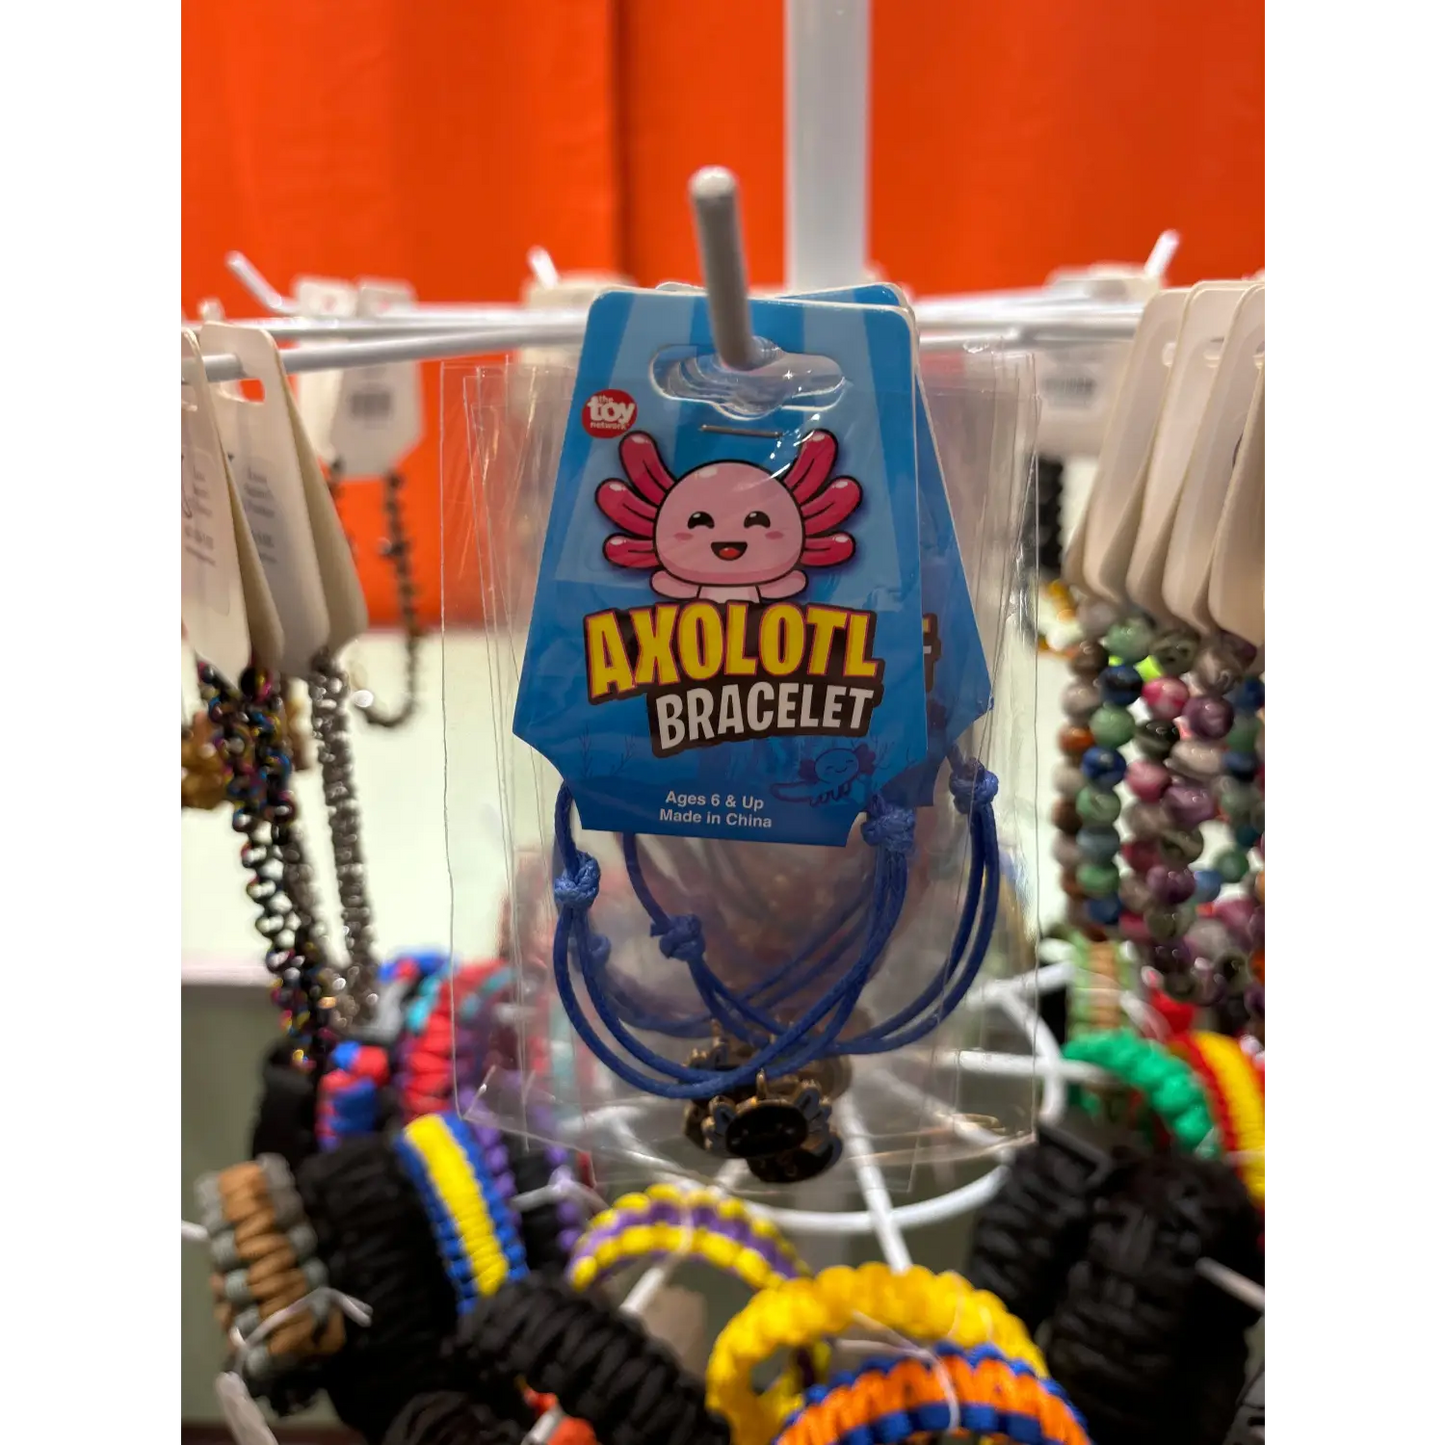 the
toy
network
AXOLOTL
BRACELET
Ages 6 & Up
Made in China